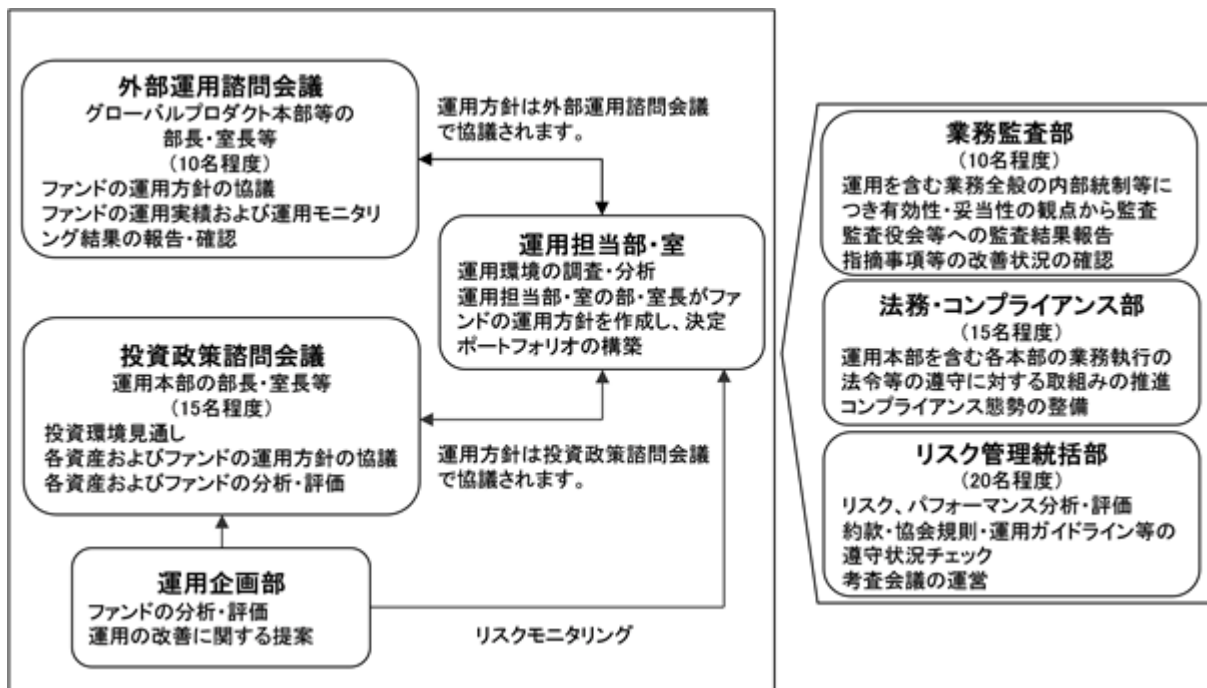 外部運用諮問会議
グローバルプロダクト本部等の
部長・室長等
(10名程度)
ファンドの運用方針の協議
ファンドの運用実績および運用モニタリ
ング結果の報告・確認
運用方針は外部運用諮問会議
で協議されます。
運用担当部・室
運用環境の調査・分析
運用担当部・室の部・室長がファ
ンドの運用方針を作成し、決定
ポートフォリオの構築
投資政策諮問会議
運用本部の部長・室長等
(15名程度)
投資環境見通し
各資産およびファンドの運用方針の協議
各資産およびファンドの分析・評価
運用方針は投資政策諮問会議
で協議されます。
運用企画部
ファンドの分析・評価
運用の改善に関する提案
リスクモニタリング
業務監査部
(10名程度)
運用を含む業務全般の内部統制等に
つき有効性・妥当性の観点から監査
監査役会等への監査結果報告
指摘事項等の改善状況の確認
法務・コンプライアンス部
(15名程度)
運用本部を含む各本部の業務執行の
法令等の遵守に対する取組みの推進
コンプライアンス態勢の整備
リスク管理統括部
(20名程度)
リスク、パフォーマンス分析・評価
約款・協会規則・運用ガイドライン等の
遵守状況チェック
考査会議の運営